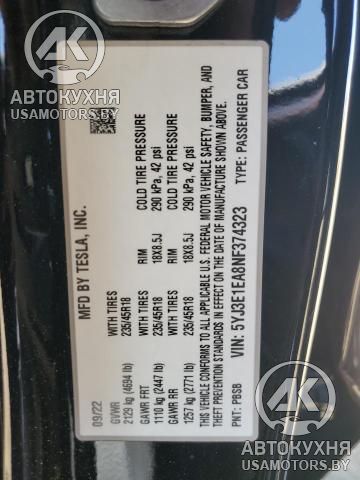 MFD BY TESLA, INC.
09/22
GVWR
2129 kg (4694 lb)
GAWR FRT
1110 kg (2447 lb)
GAWR RR
1257 kg (2771 lb)
WITH TIRES
235/45R18
WITH TIRES
235/45R18
WITH TIRES
235/45R18
RIM
18X8.5J
RIM
18X8.5J
COLD TIRE PRESSURE
290 kPa, 42 psi
COLD TIRE PRESSURE
290 kPa, 42 psi
THIS VEHICLE CONFORMS TO ALL APPLICABLE U.S. FEDERAL MOTOR VEHICLE SAFETY, BUMPER, AND
THEFT PREVENTION STANDARDS IN EFFECT ON THE DATE OF MANUFACTURE SHOWN ABOVE.
VIN: 5YJ3E1EA8NF374323
TYPE: PASSENGER CAR
PNT: PBSB
АВТОКУХНЯ
USAMOTORS
АВТОКУХНЯ
USAMOTORS
АВТОКУХНЯ
USAMOTORS
АВТОКУХНЯ
USAMOTORS